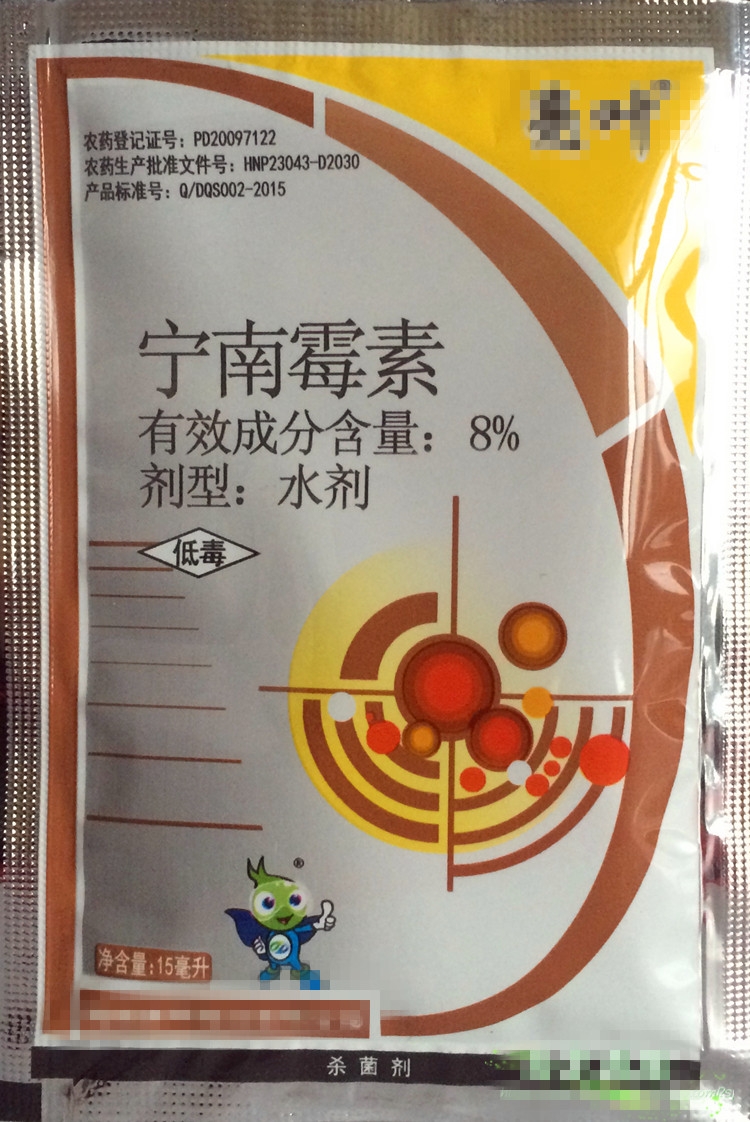 农药登记证号：PD20097122
农药生产批准文件号：HNP23043-D2030
产品标准号：Q/DQS002-2015
宁南霉素
有效成分含量：8%
剂型：水剂
低毒
®
净含量:15毫升
杀菌剂